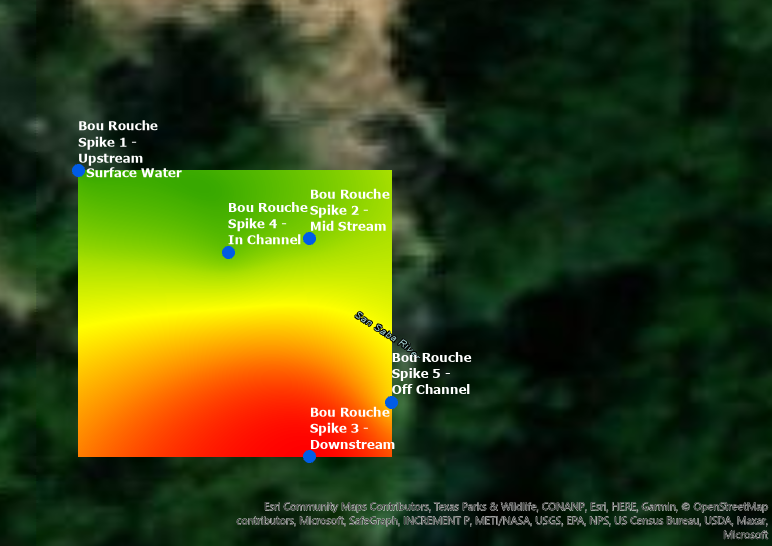 Bou Rouche
Spike 1 -
Upstream
Surface Water
Bou Rouche
Spike 2 -
Mid Stream
Bou Rouche
Spike 4 -
In Channel
San Saba River
Bou Rouche
Spike 5 -
Off Channel
Bou Rouche
Spike 3 -
Downstream
Esri Community Maps Contributors, Texas Parks & Wildlife, CONANP, Esri, HERE, Garmin, © OpenStreetMap
contributors, Microsoft, SafeGraph, INCREMENT P, METI/NASA, USGS, EPA, NPS, US Census Bureau, USDA, Maxar,
Microsoft